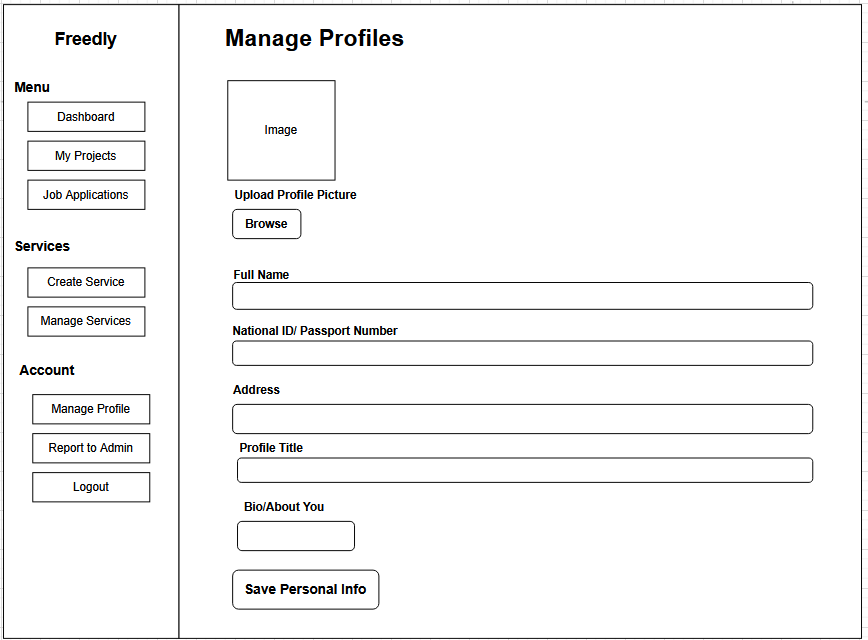 Freedly
Menu
Dashboard
My Projects
Job Applications
Services
Create Service
Manage Services
Account
Manage Profile
Report to Admin
Logout
Manage Profiles
Image
Upload Profile Picture
Browse
Full Name
National ID/ Passport Number
Address
Profile Title
Bio/About You
Save Personal Info